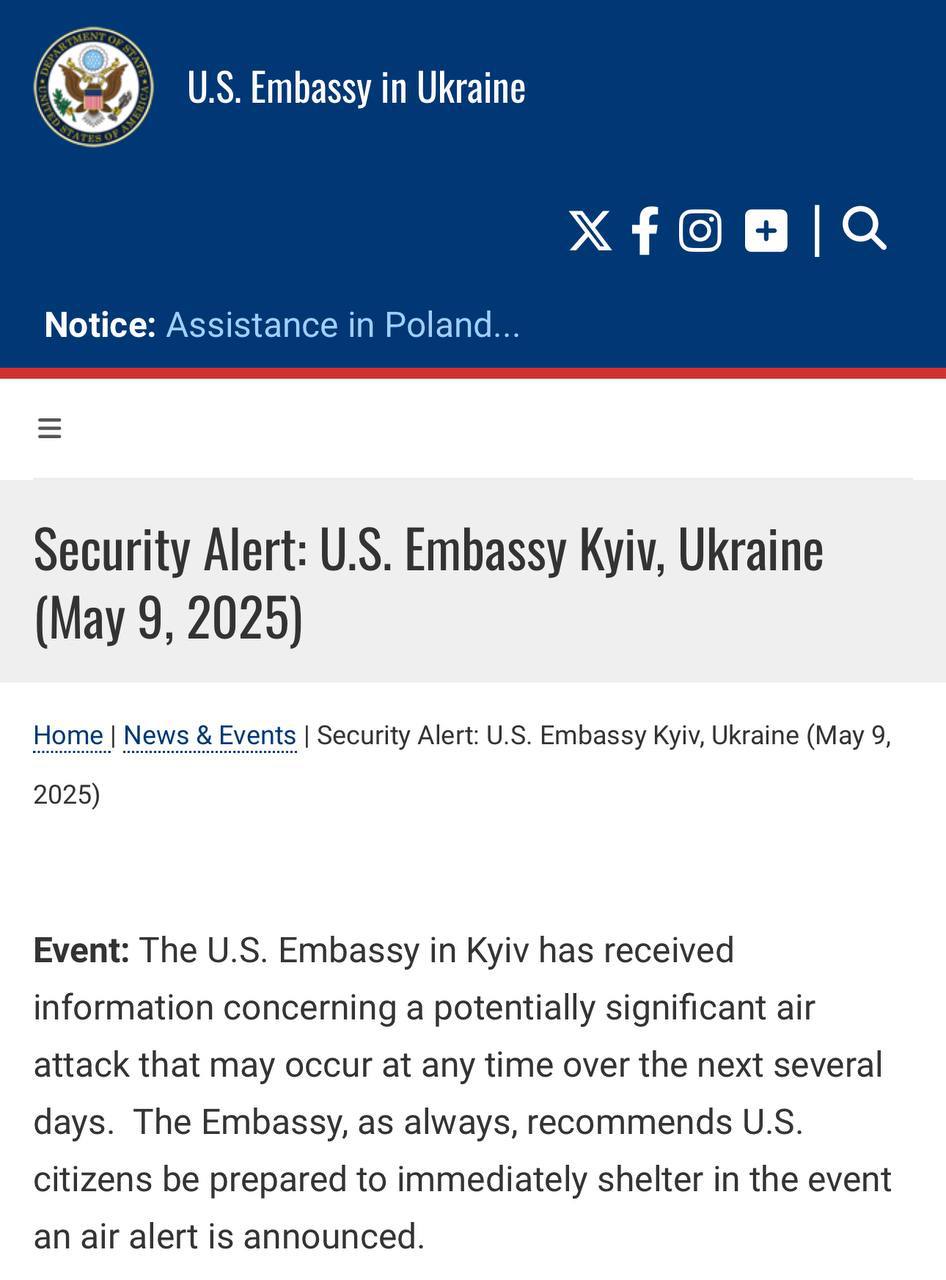 DEPARTMENT OF STATE
UNITED STATES OF AMERICA
U.S. Embassy in Ukraine
Notice: Assistance in Poland...
Security Alert: U.S. Embassy Kyiv, Ukraine
(May 9, 2025)
Home | News & Events | Security Alert: U.S. Embassy Kyiv, Ukraine (May 9,
2025)
Event: The U.S. Embassy in Kyiv has received
information concerning a potentially significant air
attack that may occur at any time over the next several
days.  The Embassy, as always, recommends U.S.
citizens be prepared to immediately shelter in the event
an air alert is announced.